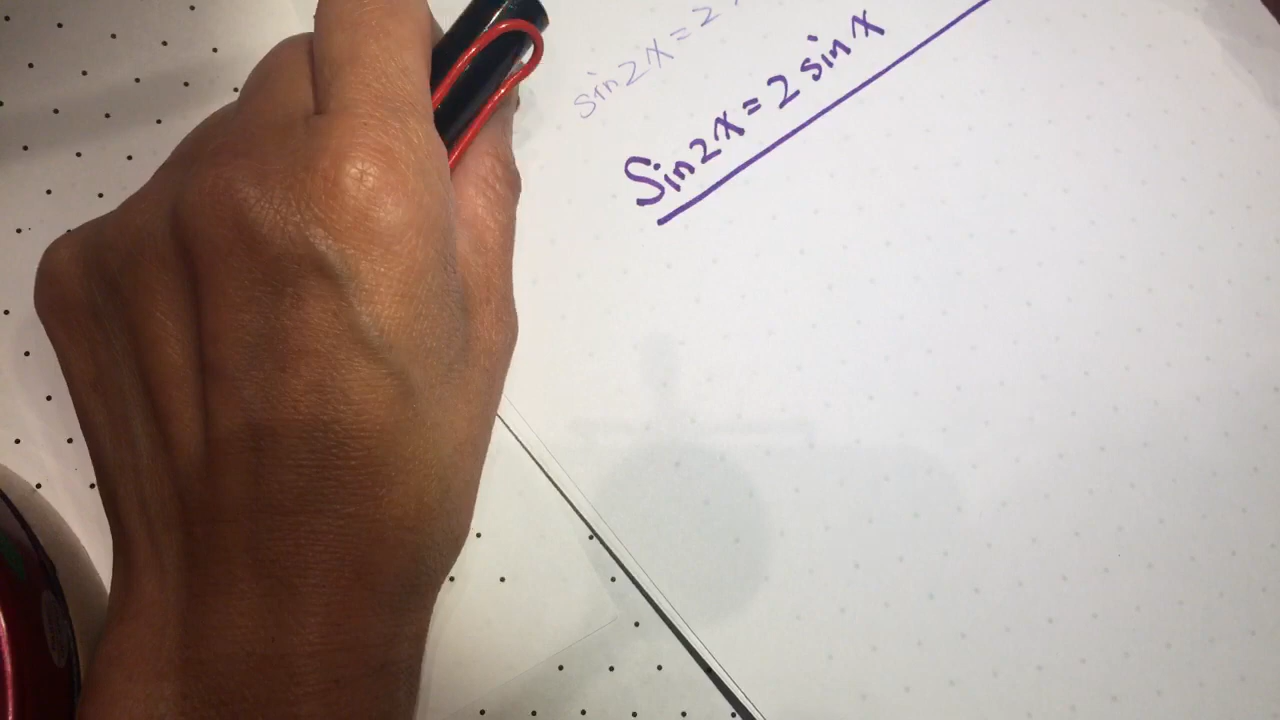 sin2x = 2
Sin2x = 2 sin x